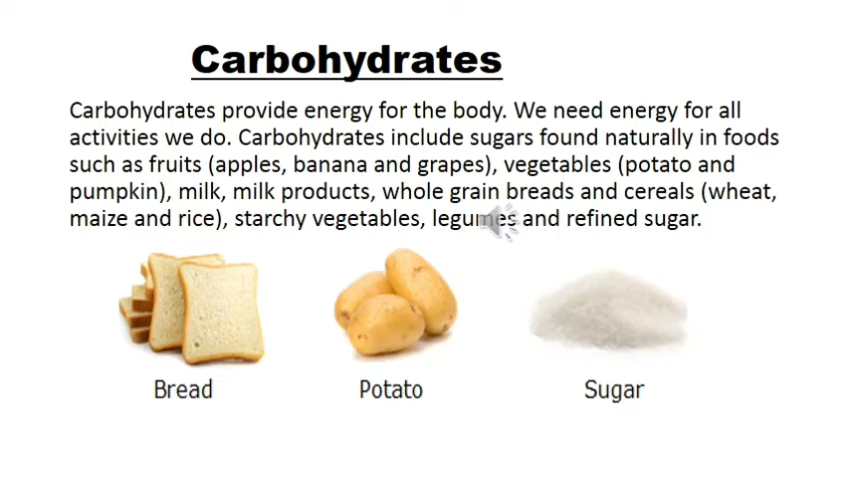 Carbohydrates
Carbohydrates provide energy for the body. We need energy for all
activities we do. Carbohydrates include sugars found naturally in foods
such as fruits (apples, banana and grapes), vegetables (potato and
pumpkin), milk, milk products, whole grain breads and cereals (wheat,
maize and rice), starchy vegetables, legumes and refined sugar.
Bread Potato Sugar